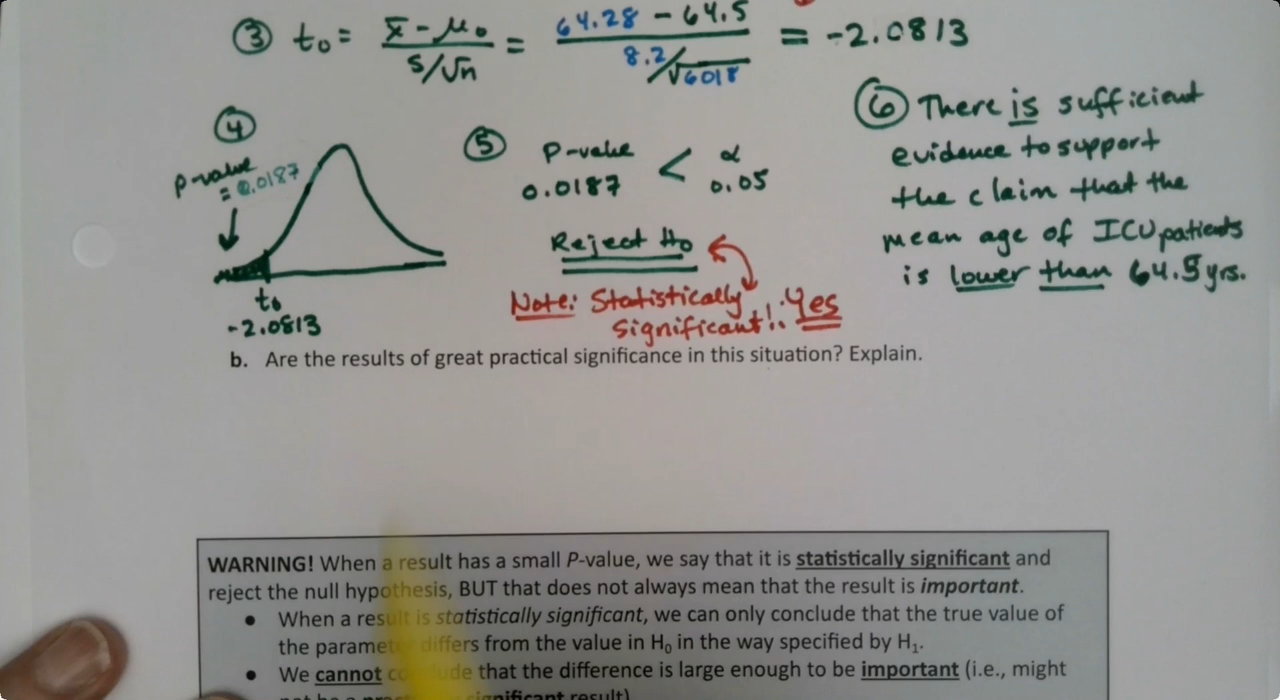 ③ t₀ = x̄ - μ₀ / s/√n = 64.28 - 64.5 / 8.2/√6018 = -2.0813
④
p-value
= 0.0187
t₀
-2.0813
⑤ P-value < α
0.0187 0.05
Reject H₀
Note: Statistically
Significant!: Yes
⑥ There is sufficient
evidence to support
the claim that the
mean age of ICU patients
is lower than 64.5 yrs.
b. Are the results of great practical significance in this situation? Explain.
WARNING! When a result has a small P-value, we say that it is statistically significant and
reject the null hypothesis, BUT that does not always mean that the result is important.
• When a result is statistically significant, we can only conclude that the true value of
the parameter differs from the value in H₀ in the way specified by H₁.
• We cannot conclude that the difference is large enough to be important (i.e., might
significant result)